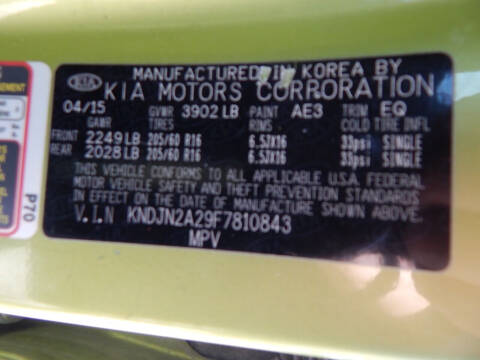 MANUFACTURED IN KOREA BY
KIA KIA MOTORS CORPORATION
04/15 GVWR 3902 LB PAINT AE3 TRIM EQ
TIRES RIMS COLD TIRE INFL
FRONT 2249 LB 205/60 R16 6.5JX16 33psi SINGLE
REAR 2028 LB 205/60 R16 6.5JX16 33psi SINGLE
THIS VEHICLE CONFORMS TO ALL APPLICABLE U.S.A. FEDERAL
MOTOR VEHICLE SAFETY AND THEFT PREVENTION STANDARDS
IN EFFECT ON THE DATE OF MANUFACTURE SHOWN ABOVE.
V.I.N KNDJN2A29F7810843
MPV
P70